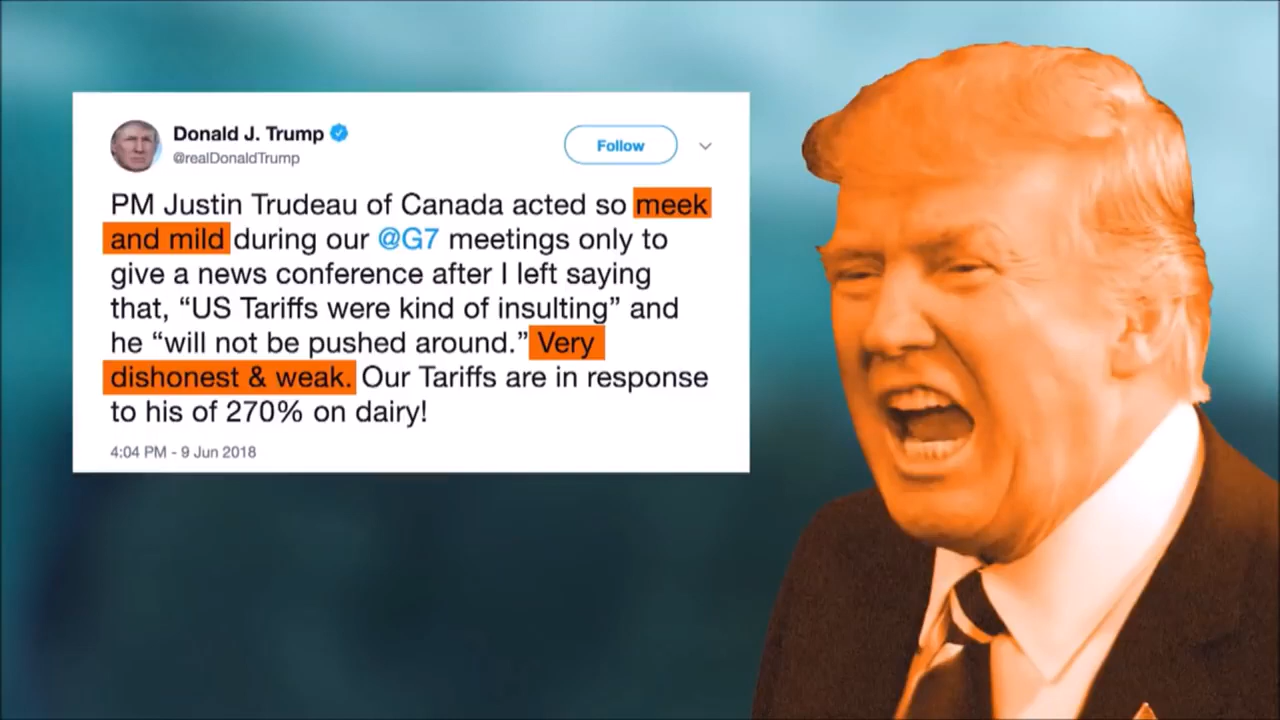 Donald J. Trump
@realDonaldTrump
Follow
PM Justin Trudeau of Canada acted so meek
and mild during our @G7 meetings only to
give a news conference after I left saying
that, “US Tariffs were kind of insulting” and
he “will not be pushed around.” Very
dishonest & weak. Our Tariffs are in response
to his of 270% on dairy!
4:04 PM - 9 Jun 2018